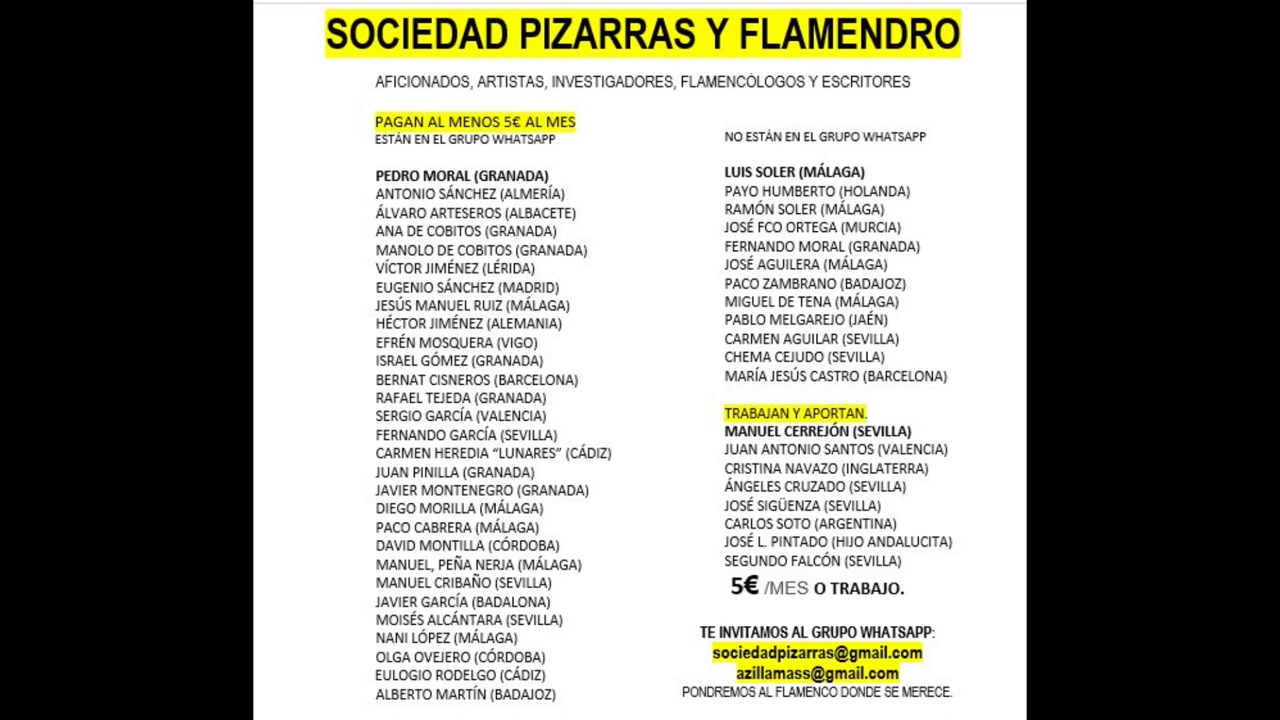 SOCIEDAD PIZARRAS Y FLAMENDRO
AFICIONADOS, ARTISTAS, INVESTIGADORES, FLAMENCÓLOGOS Y ESCRITORES
PAGAN AL MENOS 5€ AL MES
ESTÁN EN EL GRUPO WHATSAPP
PEDRO MORAL (GRANADA)
ANTONIO SÁNCHEZ (ALMERÍA)
ÁLVARO ARTESEROS (ALBACETE)
ANA DE COBITOS (GRANADA)
MANOLO DE COBITOS (GRANADA)
VÍCTOR JIMÉNEZ (LÉRIDA)
EUGENIO SÁNCHEZ (MADRID)
JESÚS MANUEL RUIZ (MÁLAGA)
HÉCTOR JIMÉNEZ (ALEMANIA)
EFRÉN MOSQUERA (VIGO)
ISRAEL GÓMEZ (GRANADA)
BERNAT CISNEROS (BARCELONA)
RAFAEL TEJEDA (GRANADA)
SERGIO GARCÍA (VALENCIA)
FERNANDO GARCÍA (SEVILLA)
CARMEN HEREDIA “LUNARES” (CÁDIZ)
JUAN PINILLA (GRANADA)
JAVIER MONTENEGRO (GRANADA)
DIEGO MORILLA (MÁLAGA)
PACO CABRERA (MÁLAGA)
DAVID MONTILLA (CÓRDOBA)
MANUEL, PEÑA NERJA (MÁLAGA)
MANUEL CRIBAÑO (SEVILLA)
JAVIER GARCÍA (BADALONA)
MOISÉS ALCÁNTARA (SEVILLA)
NANI LÓPEZ (MÁLAGA)
OLGA OVEJERO (CÓRDOBA)
EULOGIO RODELGO (CÁDIZ)
ALBERTO MARTÍN (BADAJOZ)
NO ESTÁN EN EL GRUPO WHATSAPP
LUIS SOLER (MÁLAGA)
PAYO HUMBERTO (HOLANDA)
RAMÓN SOLER (MÁLAGA)
JOSÉ FCO ORTEGA (MURCIA)
FERNANDO MORAL (GRANADA)
JOSÉ AGUILERA (MÁLAGA)
PACO ZAMBRANO (BADAJOZ)
MIGUEL DE TENA (MÁLAGA)
PABLO MELGAREJO (JAÉN)
CARMEN AGUILAR (SEVILLA)
CHEMA CEJUDO (SEVILLA)
MARÍA JESÚS CASTRO (BARCELONA)
TRABAJAN Y APORTAN.
MANUEL CERREJÓN (SEVILLA)
JUAN ANTONIO SANTOS (VALENCIA)
CRISTINA NAVAZO (INGLATERRA)
ÁNGELES CRUZADO (SEVILLA)
JOSÉ SIGÜENZA (SEVILLA)
CARLOS SOTO (ARGENTINA)
JOSÉ L. PINTADO (HIJO ANDALUCITA)
SEGUNDO FALCÓN (SEVILLA)
5€ /MES O TRABAJO.
TE INVITAMOS AL GRUPO WHATSAPP:
sociedadpizarras@gmail.com
azillamass@gmail.com
PONDREMOS AL FLAMENCO DONDE SE MERECE.